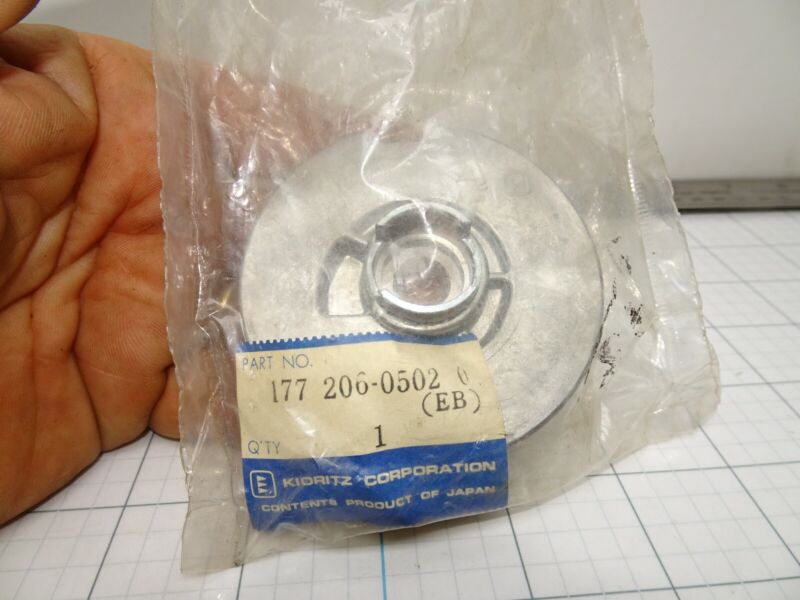 PART NO.
177 206-0502 0
(EB)
Q'TY 1
KIORITZ CORPORATION
CONTENTS PRODUCT OF JAPAN